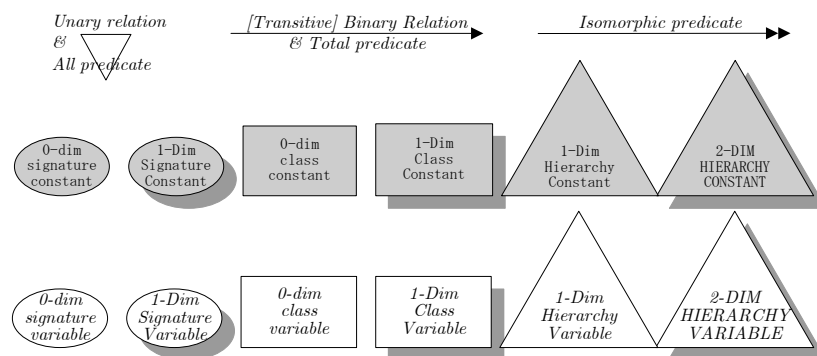 Unary relation
&
All predicate
[Transitive] Binary Relation
& Total predicate
Isomorphic predicate
0-dim
signature
constant
1-Dim
Signature
Constant
0-dim
class
constant
1-Dim
Class
Constant
1-Dim
Hierarchy
Constant
2-DIM
HIERARCHY
CONSTANT
0-dim
signature
variable
1-Dim
Signature
Variable
0-dim
class
variable
1-Dim
Class
Variable
1-Dim
Hierarchy
Variable
2-DIM
HIERARCHY
VARIABLE